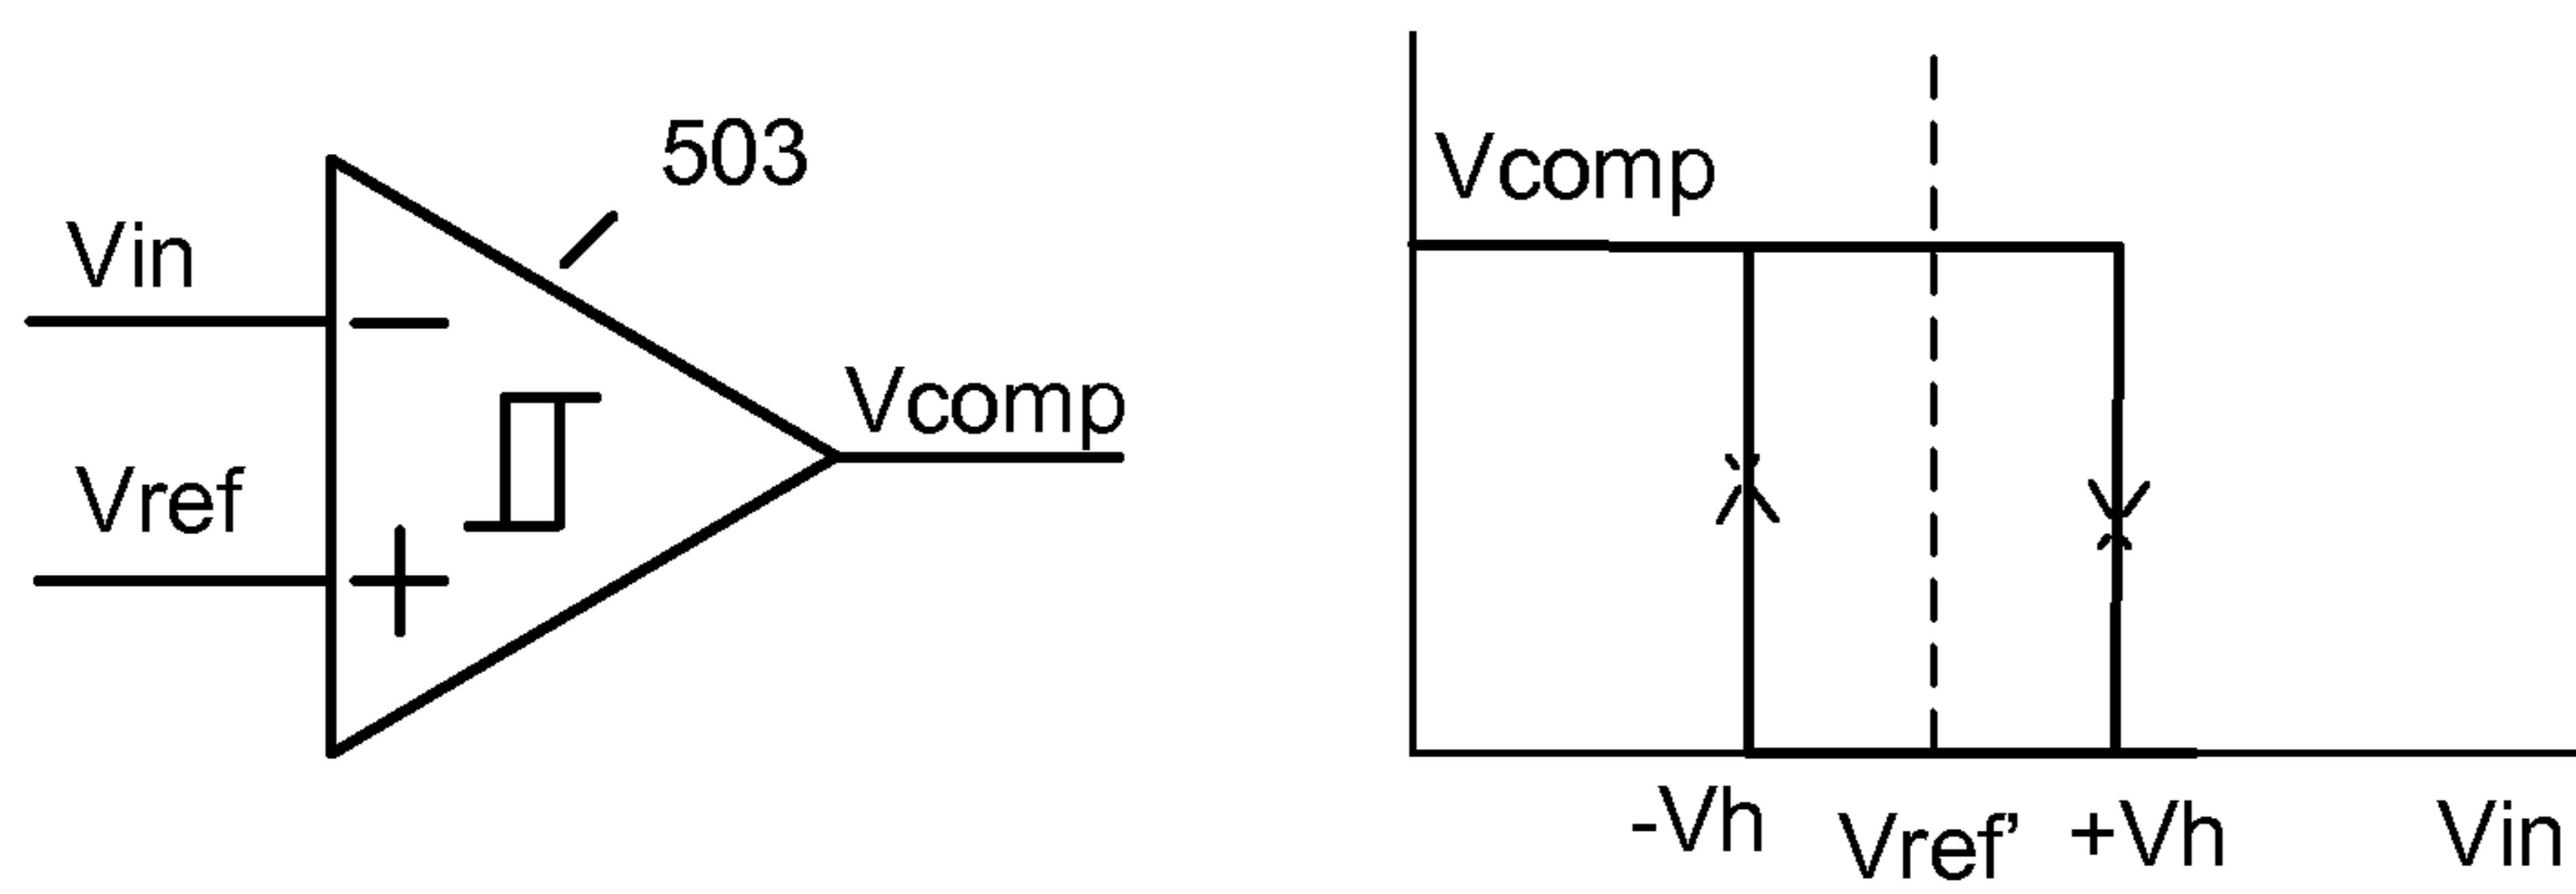 503
Vin
−
Vref
+
Vcomp
Vcomp
-Vh
Vref’
+Vh
Vin